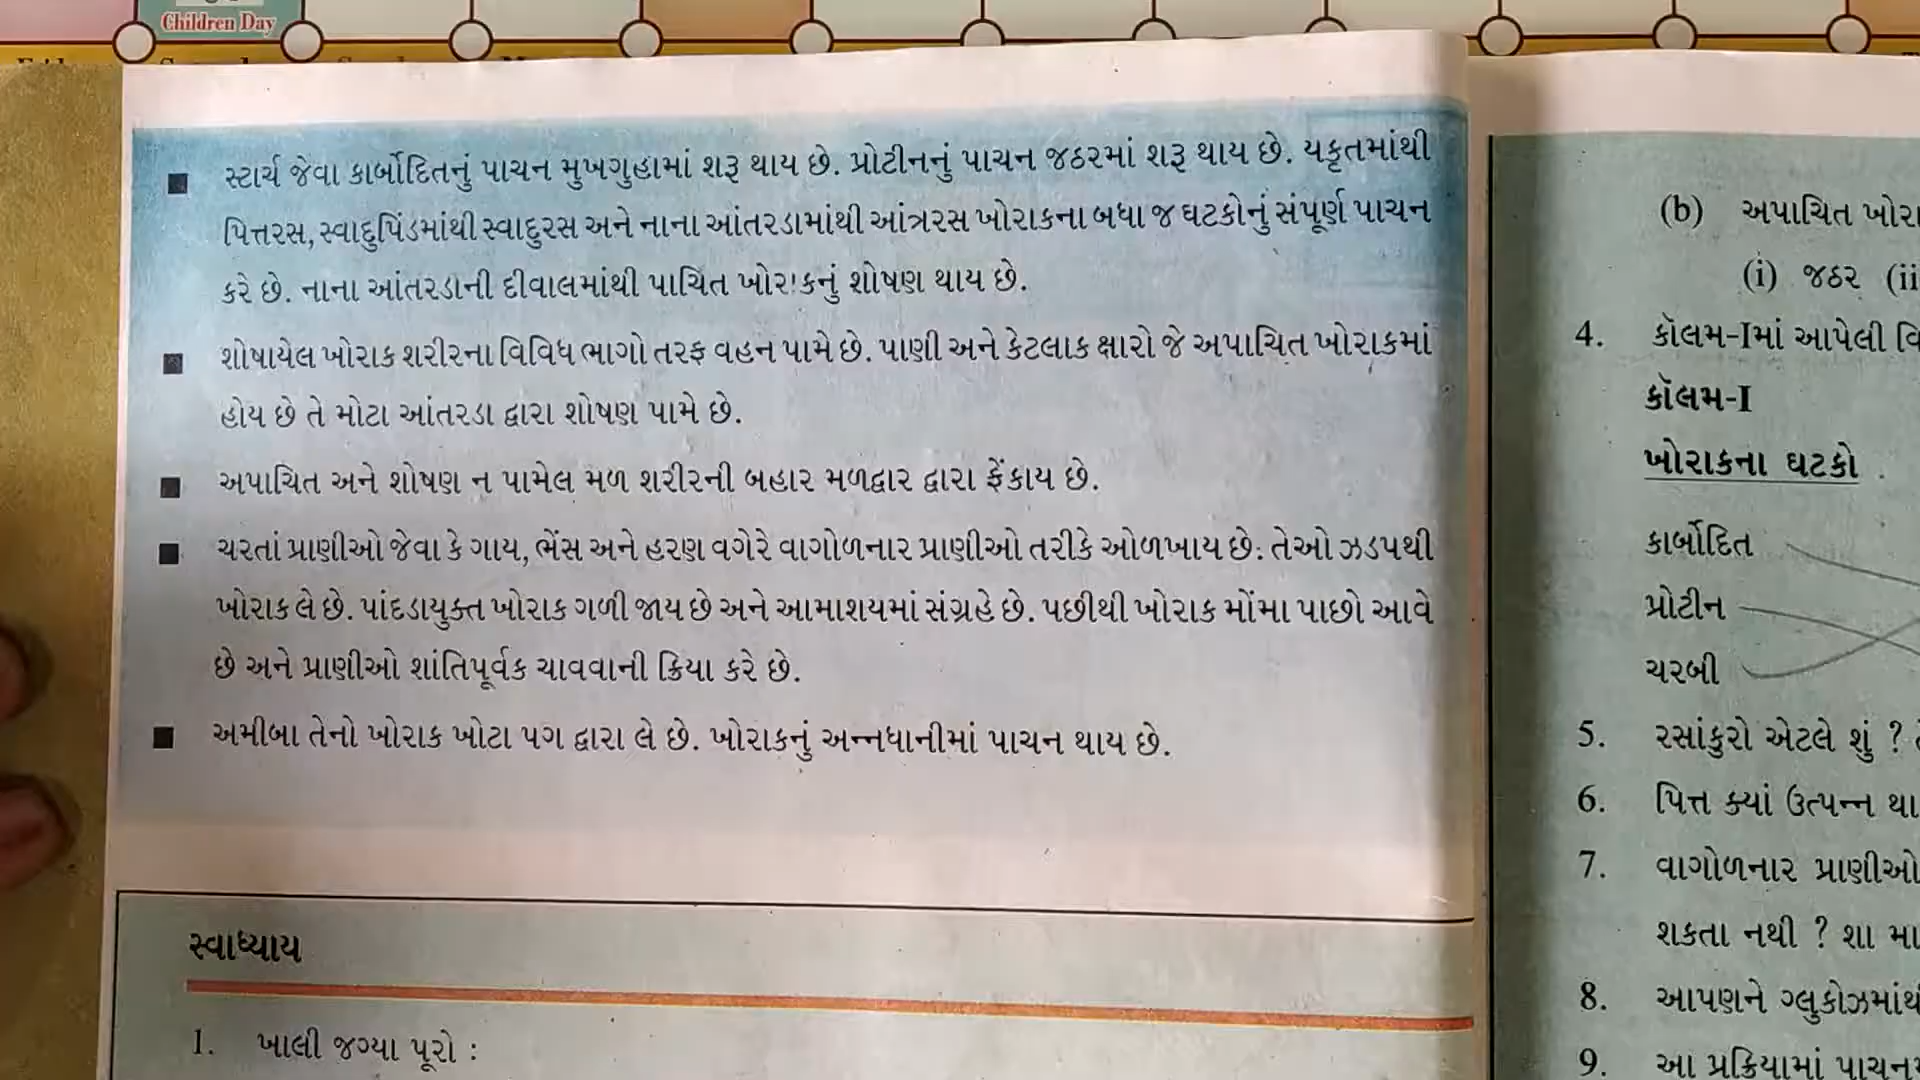 Children Day
સ્ટાર્ચ જેવા કાર્બોદિતનું પાચન મુખગુહામાં શરૂ થાય છે. પ્રોટીનનું પાચન જઠરમાં શરૂ થાય છે. યકૃતમાંથી
પિત્તરસ, સ્વાદુપિંડમાંથી સ્વાદુરસ અને નાના આંતરડામાંથી આંત્રરસ ખોરાકના બધા જ ઘટકોનું સંપૂર્ણ પાચન
કરે છે. નાના આંતરડાની દીવાલમાંથી પાચિત ખોરાકનું શોષણ થાય છે.
શોષાયેલ ખોરાક શરીરના વિવિધ ભાગો તરફ વહન પામે છે. પાણી અને કેટલાક ક્ષારો જે અપાચિત ખોરાકમાં
હોય છે તે મોટા આંતરડા દ્વારા શોષણ પામે છે.
અપાચિત અને શોષણ ન પામેલ મળ શરીરની બહાર મળદ્વાર દ્વારા ફેંકાય છે.
ચરતાં પ્રાણીઓ જેવા કે ગાય, ભેંસ અને હરણ વગેરે વાગોળનાર પ્રાણીઓ તરીકે ઓળખાય છે: તેઓ ઝડપથી
ખોરાક લે છે. પાંદડાયુક્ત ખોરાક ગળી જાય છે અને આમાશયમાં સંગ્રહે છે. પછીથી ખોરાક મોંમા પાછો આવે
છે અને પ્રાણીઓ શાંતિપૂર્વક ચાવવાની ક્રિયા કરે છે.
અમીબા તેનો ખોરાક ખોટા પગ દ્વારા લે છે. ખોરાકનું અન્નધાનીમાં પાચન થાય છે.
સ્વાધ્યાય
1. ખાલી જગ્યા પૂરો :
(b) અપાચિત
(i) જઠર (ii
4. કૉલમ-Iમાં આપેલી
કૉલમ-I
ખોરાકના ઘટકો
કાર્બોદિત
પ્રોટીન
ચરબી
5. રસાંકુરો એટલે શું ?
6. પિત્ત ક્યાં ઉત્પન્ન
7. વાગોળનાર પ્રાણીઓ
શકતા નથી ? શા
8. આપણને
9. આ પ્રક્રિયામાં